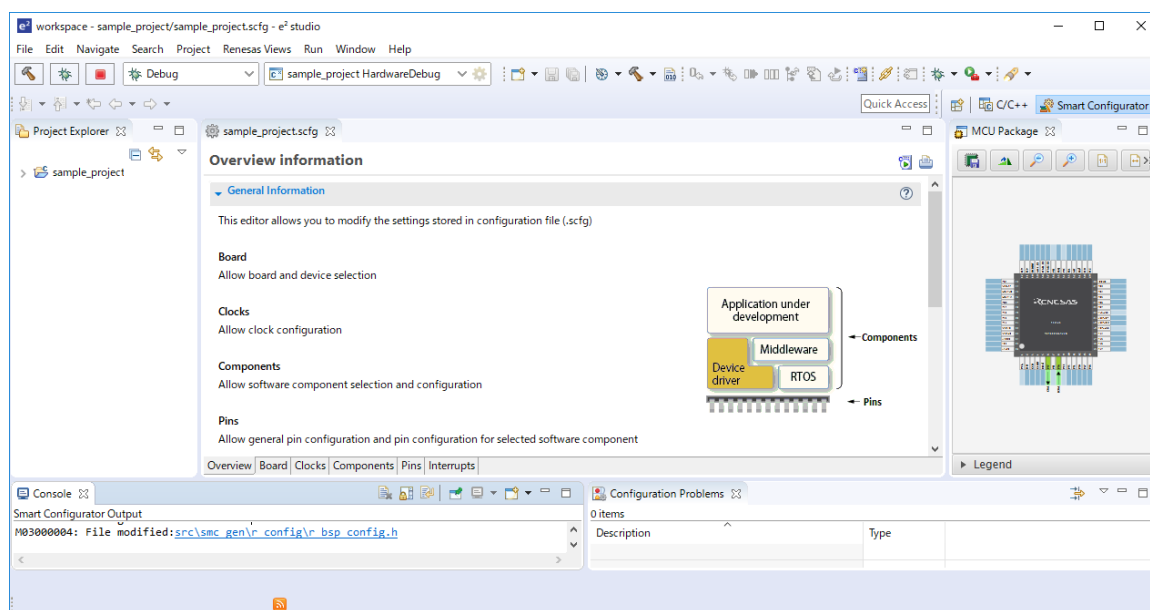 workspace - sample_project/sample_project.scfg - e² studio
File Edit Navigate Search Project Renesas Views Run Window Help
Debug
sample_project HardwareDebug
Quick Access
C/C++
Smart Configurator
Project Explorer
sample_project
sample_project.scfg
Overview information
General Information
This editor allows you to modify the settings stored in configuration file (.scfg)
Board
Allow board and device selection
Clocks
Allow clock configuration
Components
Allow software component selection and configuration
Pins
Allow general pin configuration and pin configuration for selected software component
Application under
development
Middleware
Device
driver
RTOS
Components
Pins
Overview Board Clocks Components Pins Interrupts
MCU Package
RENESAS
Legend
Console
Smart Configurator Output
M03000004: File modified:src\smc_gen\r_config\r_bsp_config.h
Configuration Problems
0 items
Description Type